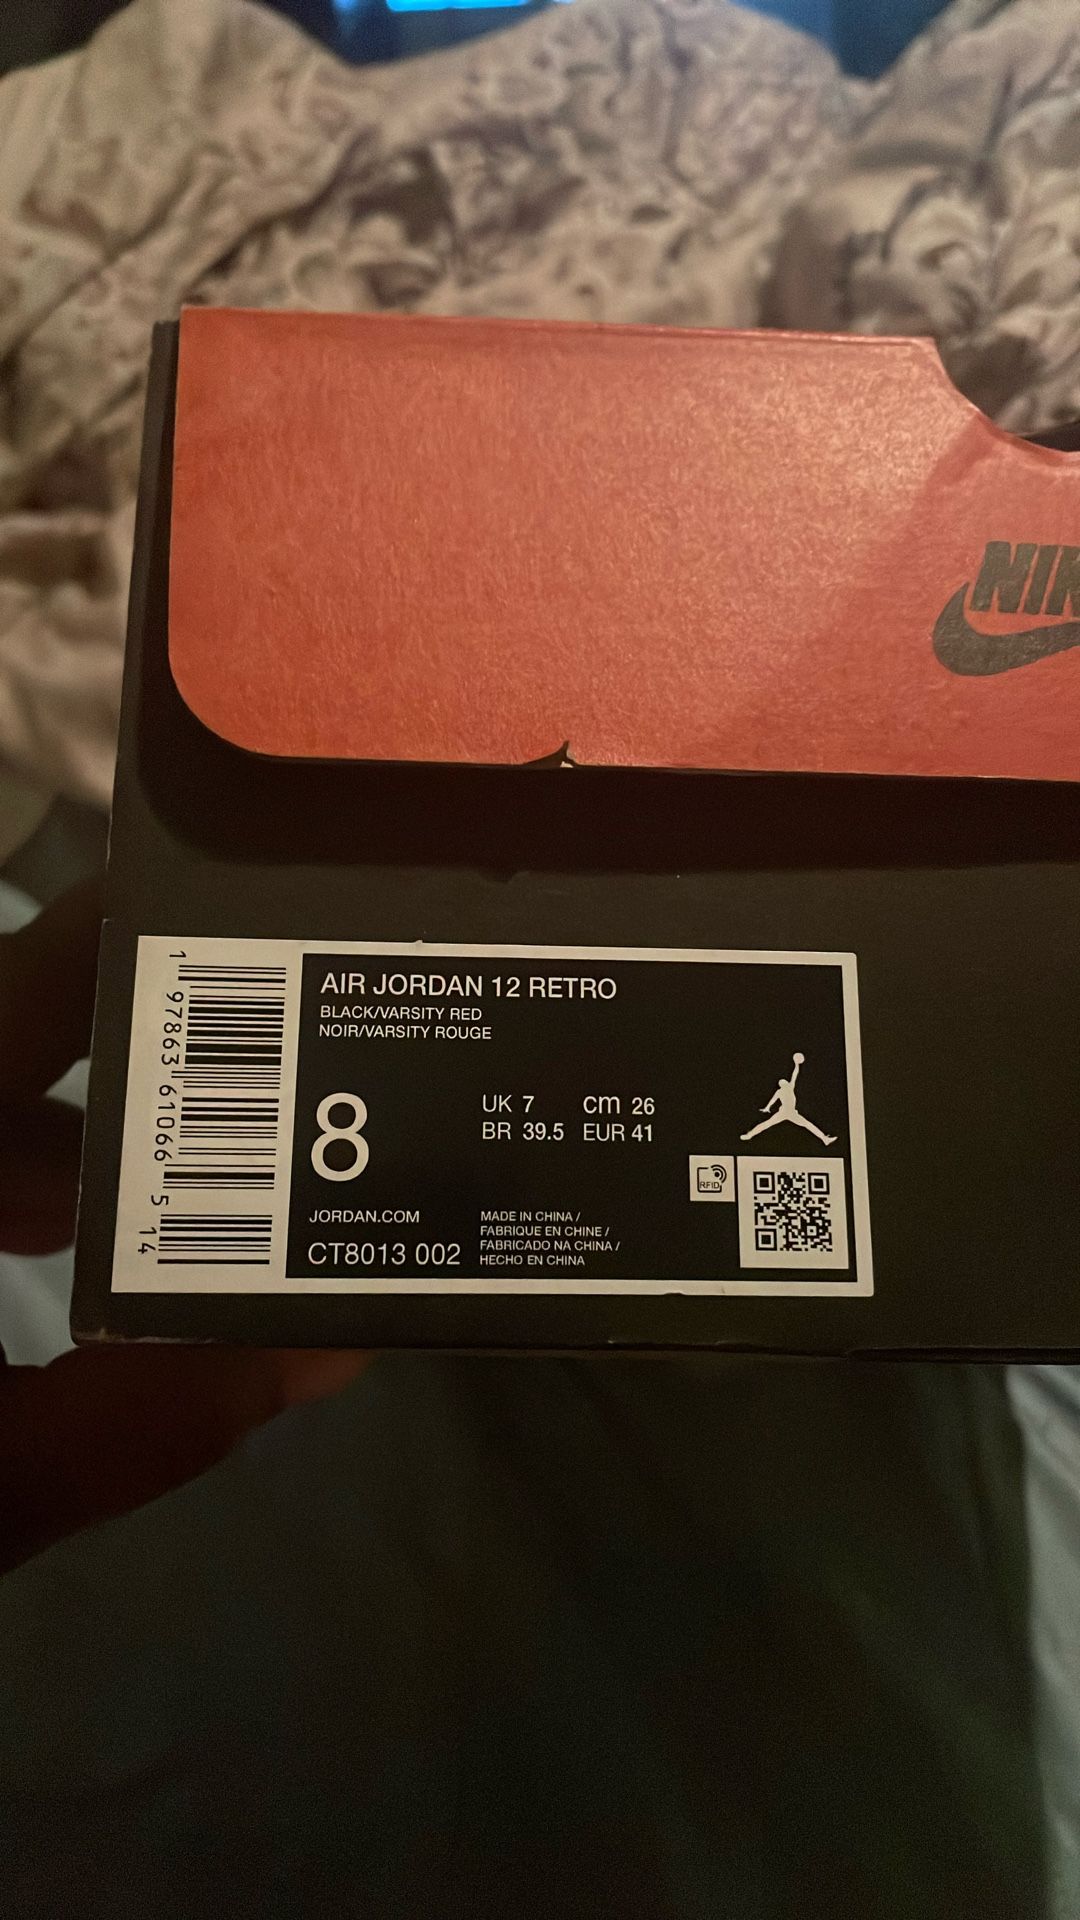 NIK
AIR JORDAN 12 RETRO
BLACK/VARSITY RED
NOIR/VARSITY ROUGE
8
UK 7 cm 26
BR 39.5 EUR 41
RFID
JORDAN.COM
CT8013 002
MADE IN CHINA /
FABRIQUE EN CHINE /
FABRICADO NA CHINA /
HECHO EN CHINA
1 97863 61066 5 14